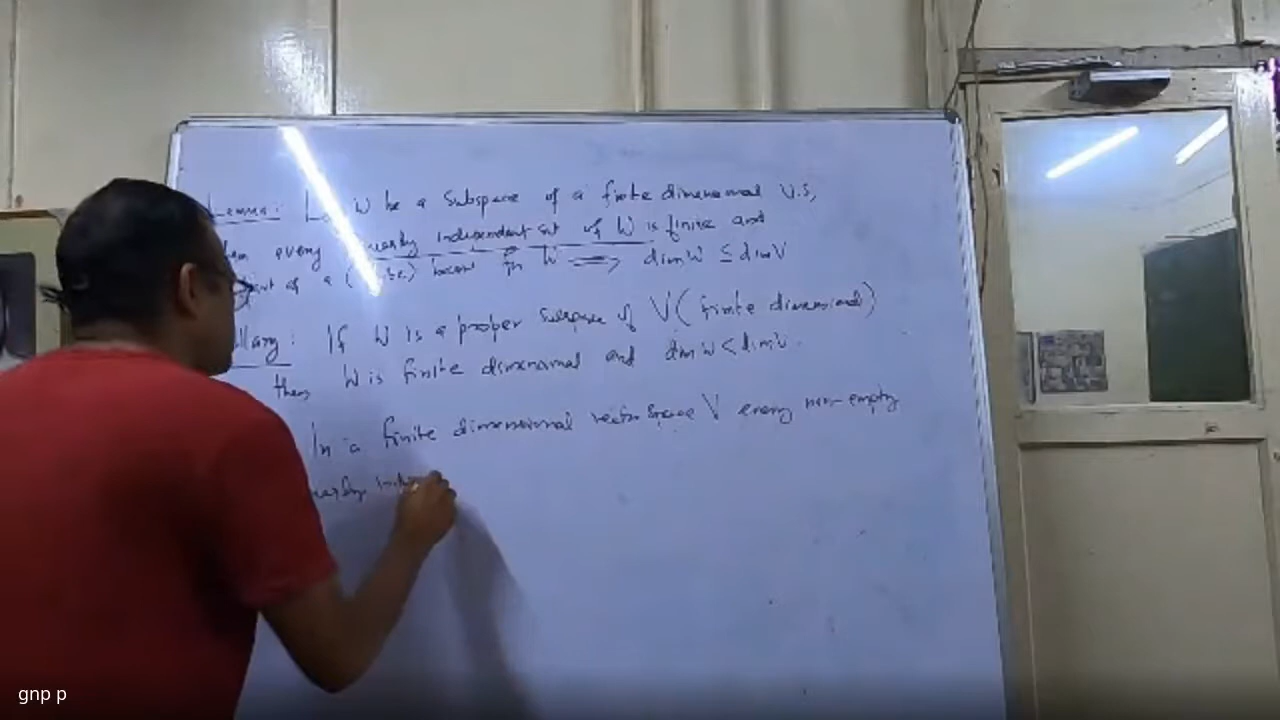 Lemma: Let W be a Subspace of a finite dimensional V.S,
every linearly independent set of W is finite and
part of a (finite) basis for W ⟹ dim W ≤ dim V
: If W is a proper subspace of V (finite dimensional)
then W is finite dimensional and dim W < dim V.
In a finite dimensional vector space V every non-empty
gnp p